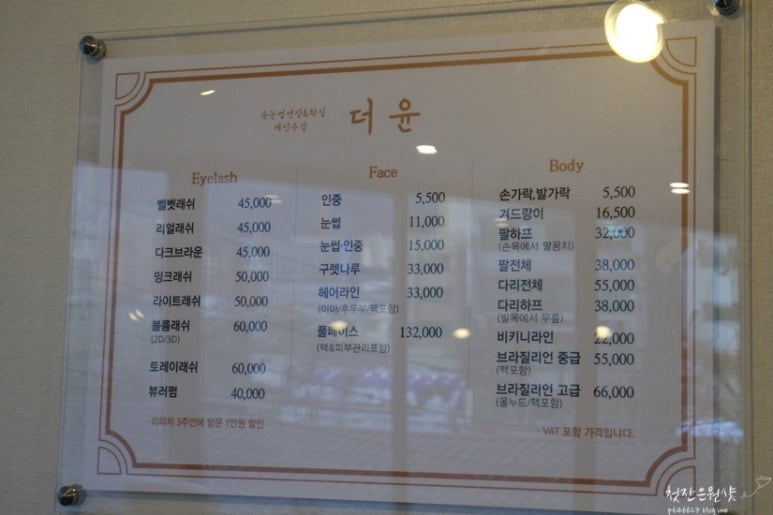 속눈썹연장&왁싱
개인수강
더윤
Eyelash
벨벳래쉬 45,000
리얼래쉬 45,000
다크브라운 45,000
밍크래쉬 50,000
라이트래쉬 50,000
볼륨래쉬 60,000
(2D/3D)
토레이래쉬 60,000
뷰러펌 40,000
· 리터치 3주안에 방문 1만원 할인
Face
인중 5,500
눈썹 11,000
눈썹·인중 15,000
구렛나루 33,000
헤어라인 33,000
(이마/후두부/팩포함)
풀페이스 132,000
(팩&피부관리포함)
Body
손가락,발가락 5,500
겨드랑이 16,500
팔하프 32,000
(손목에서 팔꿈치)
팔전체 38,000
다리전체 55,000
다리하프 38,000
(발목에서 무릎)
비키니라인 22,000
브라질리언 중급 55,000
(팩포함)
브라질리언 고급 66,000
(올누드/팩포함)
· VAT 포함 가격입니다.
첫잔은원샷